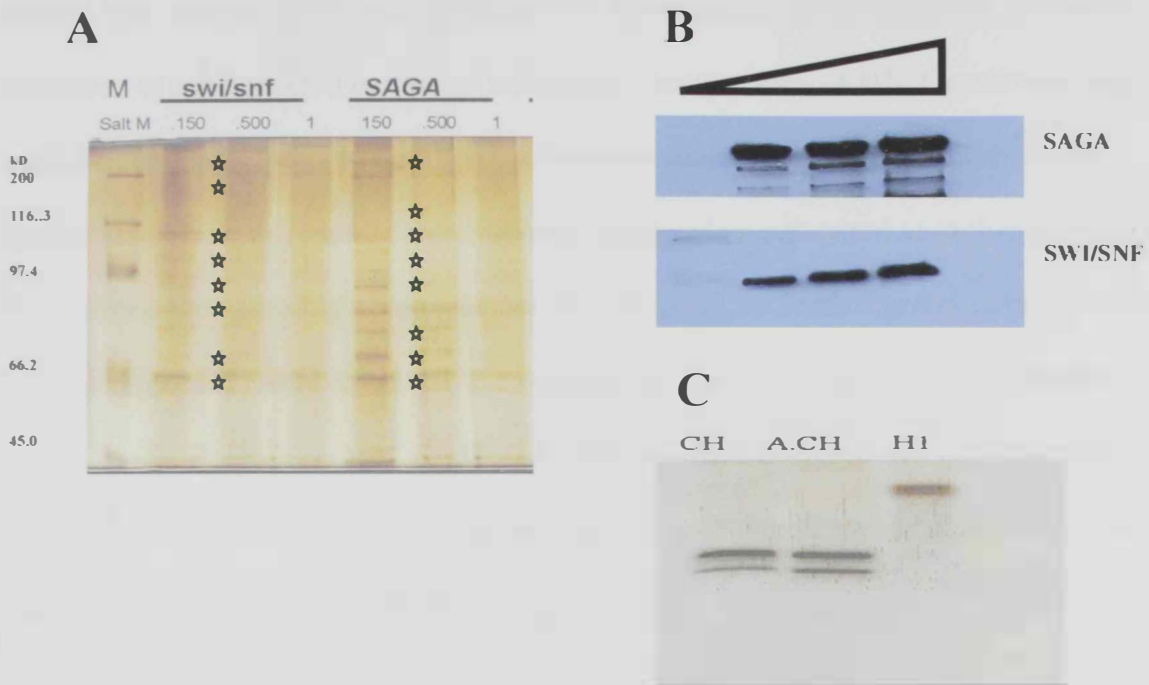 A
M swi/snf SAGA
Salt M .150 .500 1 150 .500 1
kD
200
116..3
97.4
66.2
45.0
B
SAGA
SWI/SNF
C
CH A.CH H1